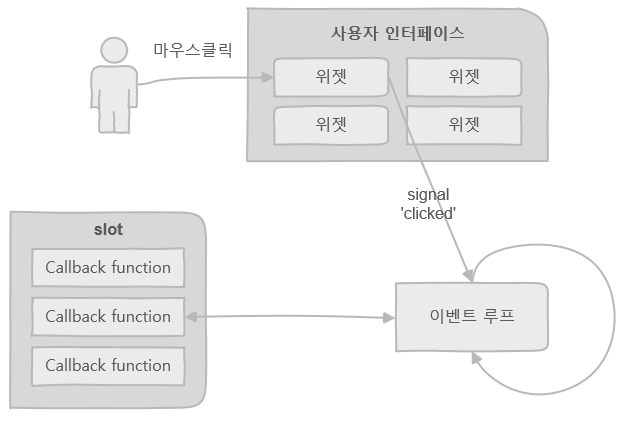 사용자 인터페이스
마우스클릭
위젯
위젯
위젯
위젯
signal
'clicked'
slot
Callback function
Callback function
Callback function
이벤트 루프